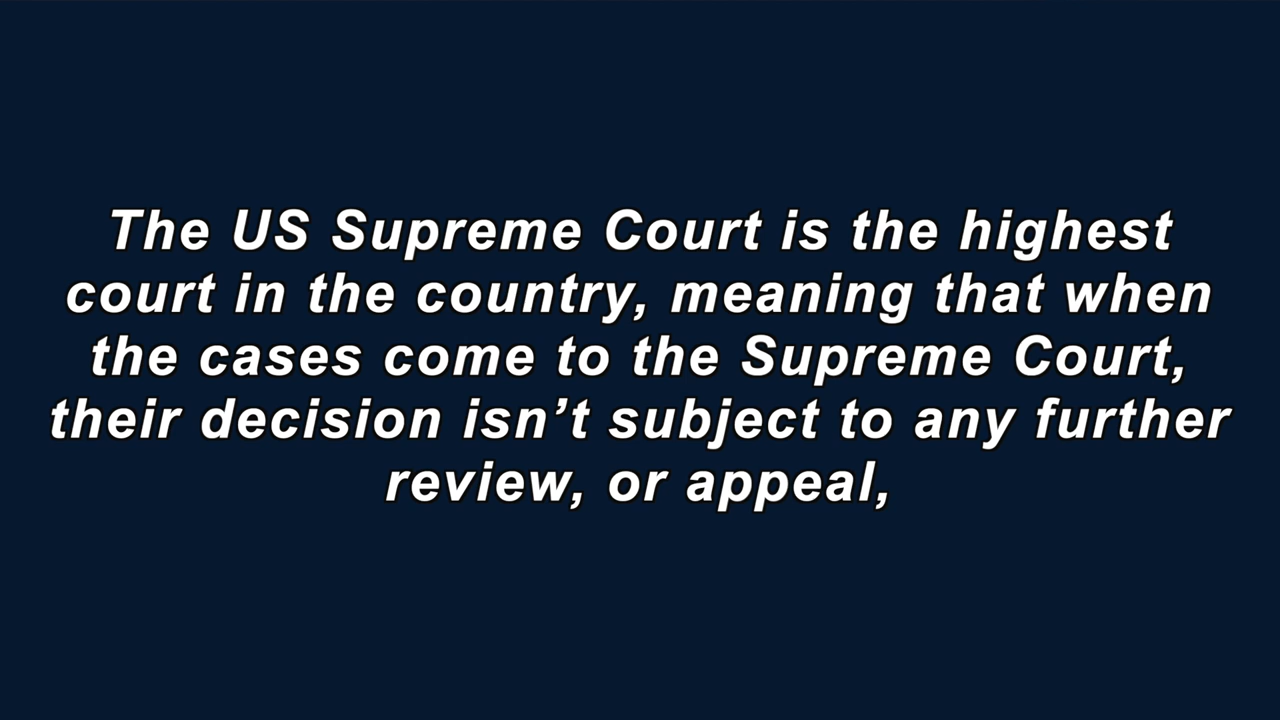 The US Supreme Court is the highest
court in the country, meaning that when
the cases come to the Supreme Court,
their decision isn’t subject to any further
review, or appeal,